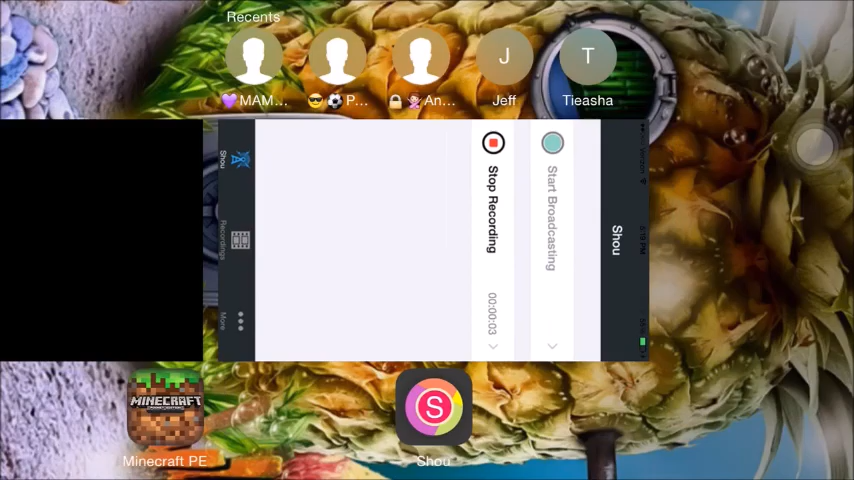 Recents
💜 MAM...
😎⚽ P...
🔒🙅 An...
J
Jeff
T
Tieasha
Shou
Start Broadcasting
Stop Recording
00:00:03
Shou
Recordings
More
MINECRAFT
Minecraft PE
S
Shou